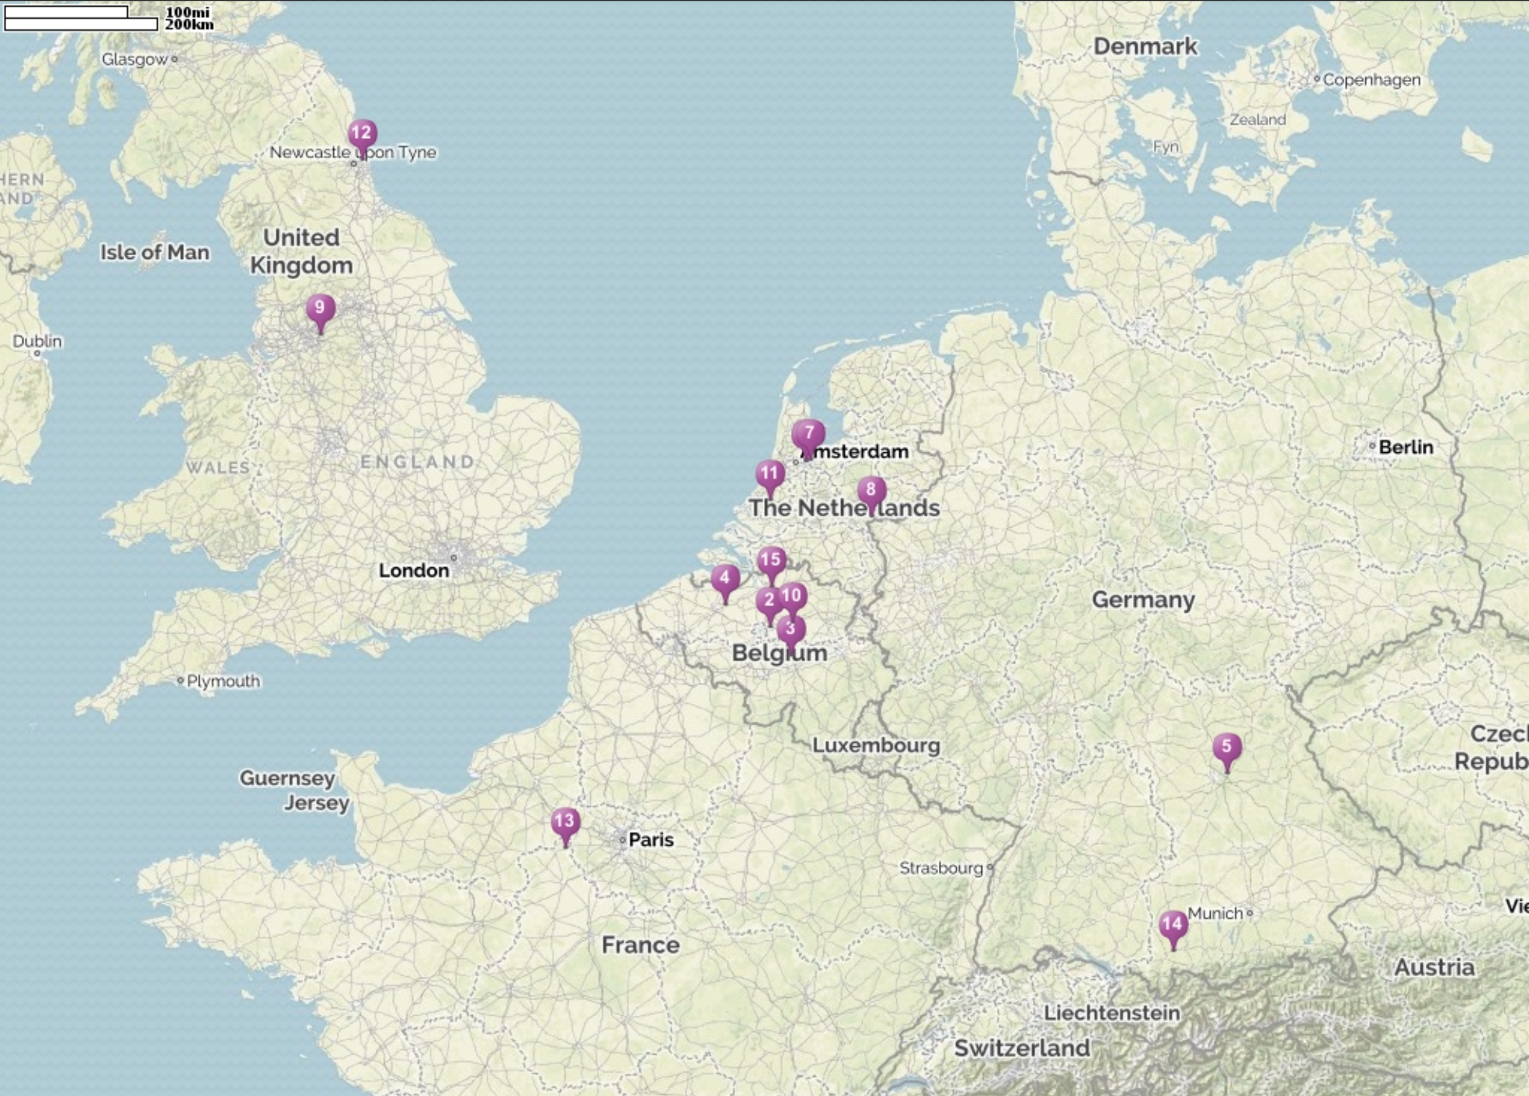 100mi
200km
Glasgow
Denmark
Copenhagen
Zealand
Fyn
12
Newcastle upon Tyne
HERN
AND
Isle of Man
United
Kingdom
9
Dublin
WALES
ENGLAND
7
Amsterdam
Berlin
11
8
The Netherlands
London
15
4
2
10
3
Belgium
Germany
Plymouth
Luxembourg
5
Czech
Repub
Guernsey
Jersey
13
Paris
Strasbourg
14
Munich
Vie
France
Austria
Liechtenstein
Switzerland